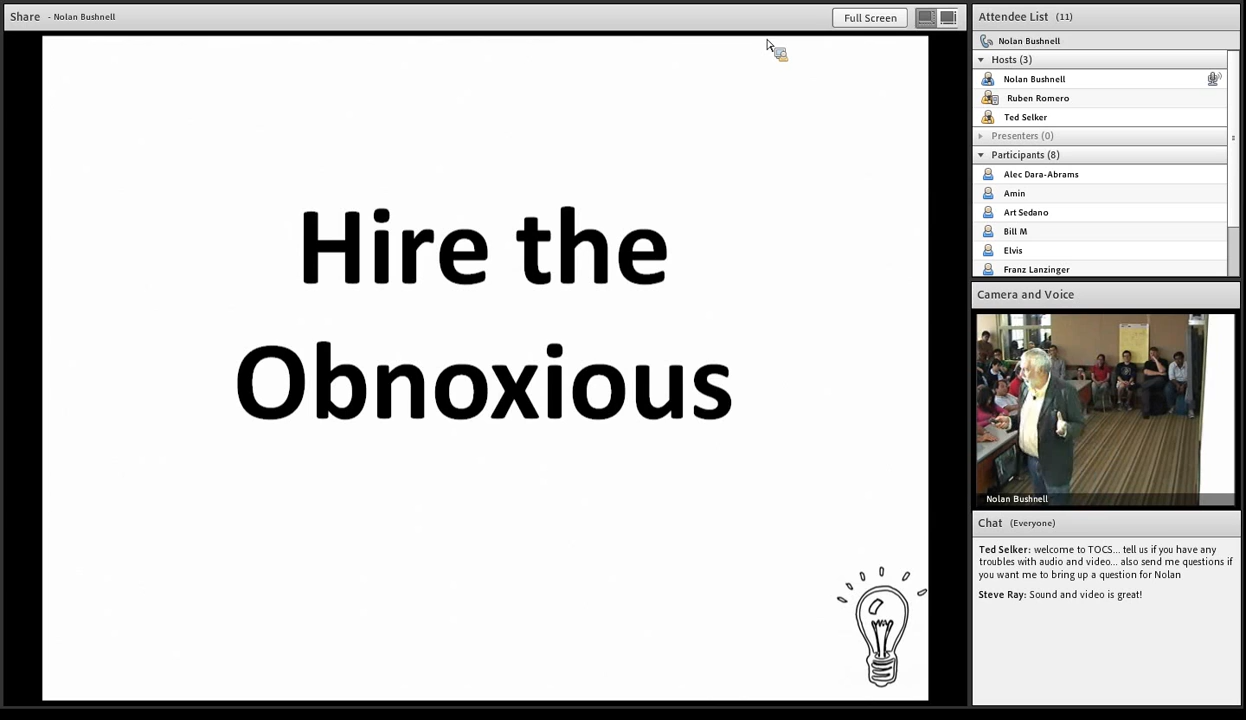 Share - Nolan Bushnell
Full Screen
Hire the
Obnoxious
Attendee List (11)
Nolan Bushnell
Hosts (3)
Nolan Bushnell
Ruben Romero
Ted Selker
Presenters (0)
Participants (8)
Alec Dara-Abrams
Amin
Art Sedano
Bill M
Elvis
Franz Lanzinger
Camera and Voice
Nolan Bushnell
Chat (Everyone)
Ted Selker: welcome to TOCS... tell us if you have any
troubles with audio and video... also send me questions if
you want me to bring up a question for Nolan
Steve Ray: Sound and video is great!